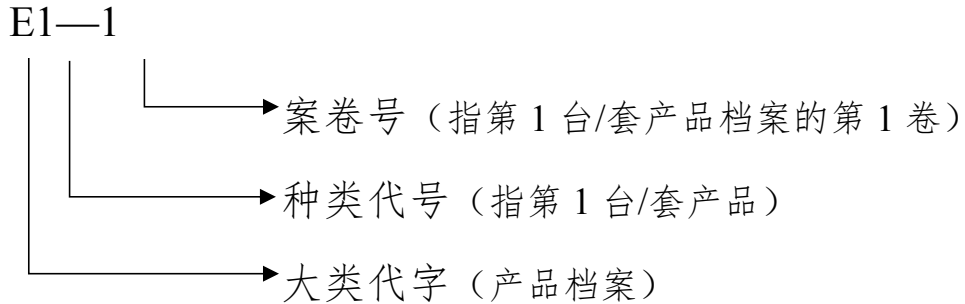 E1—1
案卷号（指第 1 台/套产品档案的第 1 卷）
种类代号（指第 1 台/套产品）
大类代字（产品档案）